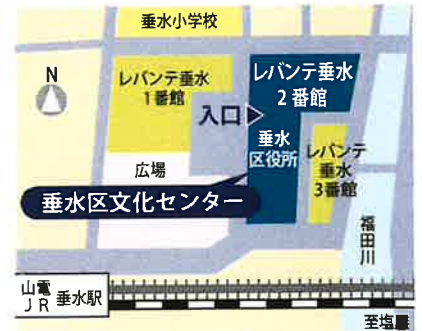 垂水小学校
N
レバンテ垂水
1番館
レバンテ垂水
2番館
入口
垂水
区役所
レバンテ
垂水
3番館
広場
垂水区文化センター
福田川
山電
JR
垂水駅
至塩屋